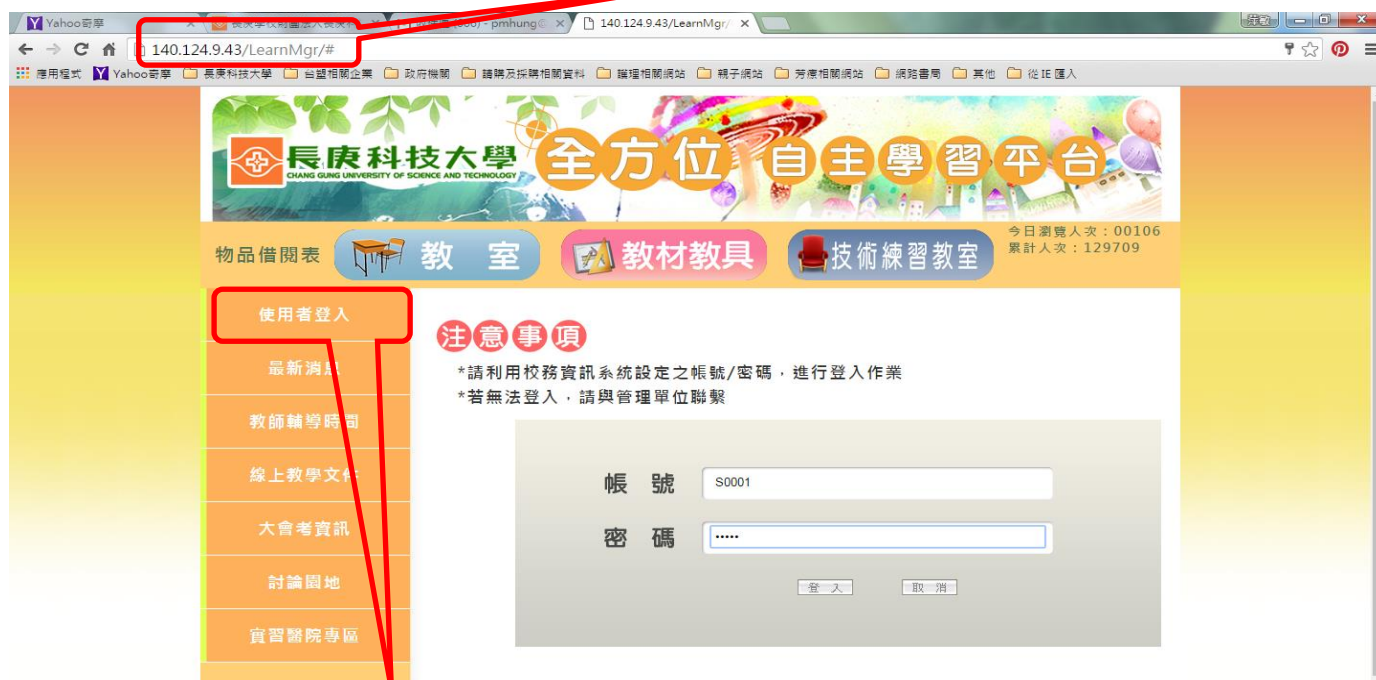 Yahoo奇摩
140.124.9.43/LearnMgr/
140.124.9.43/LearnMgr/#
應用程式 Yahoo奇摩 長庚科技大學 台塑相關企業 政府機關 請購及採購相關資料 護理相關網站 親子網站 芳療相關網站 網路書局 其他 從 IE 匯入
長庚科技大學
CHANG GUNG UNIVERSITY OF SCIENCE AND TECHNOLOGY
全方位自主學習平台
今日瀏覽人次：00106
累計人次：129709
物品借閱表 教 室 教材教具 技術練習教室
使用者登入
最新消息
教師輔導時間
線上教學文件
大會考資訊
討論園地
實習醫院專區
注意事項
*請利用校務資訊系統設定之帳號/密碼，進行登入作業
*若無法登入，請與管理單位聯繫
帳 號 S0001
密 碼 •••••
登 入 取 消